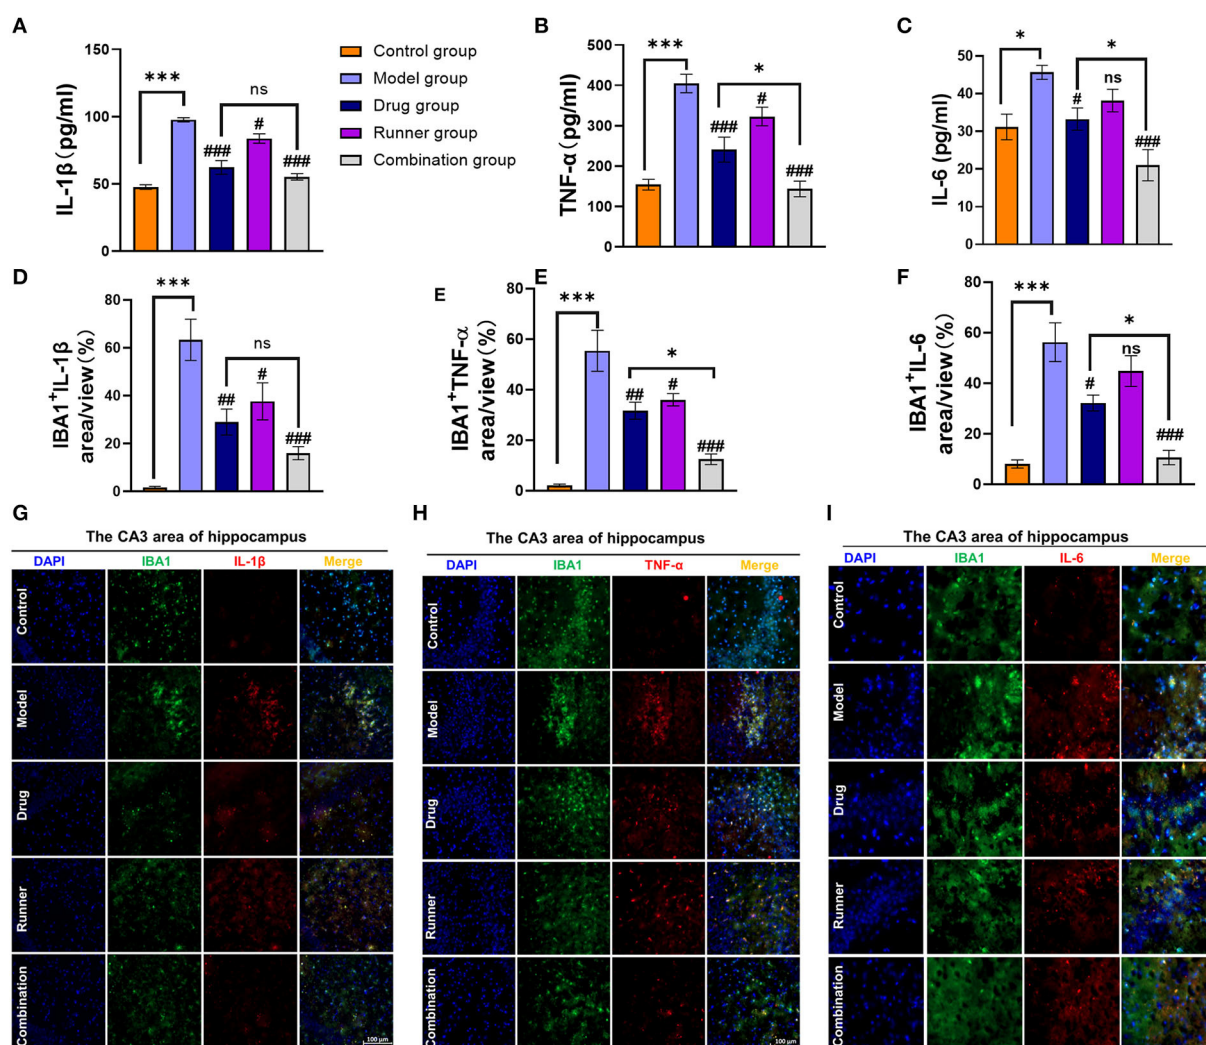 A
IL-1β (pg/ml)
150
100
50
0
***
ns
###
#
###
Control group
Model group
Drug group
Runner group
Combination group
B
TNF-α (pg/ml)
500
400
300
200
100
0
***
*
###
#
###
C
IL-6 (pg/ml)
50
40
30
20
10
0
*
*
#
ns
###
D
IBA1+IL-1β
area/view (%)
80
60
40
20
0
***
ns
##
#
###
E
E
IBA1+TNF-α
area/view (%)
80
60
40
20
0
***
*
##
#
###
F
IBA1+IL-6
area/view (%)
80
60
40
20
0
***
*
#
ns
###
G
The CA3 area of hippocampus
DAPI IBA1 IL-1β Merge
Control
Model
Drug
Runner
Combination
100 μm
H
The CA3 area of hippocampus
DAPI IBA1 TNF-α Merge
Control
Model
Drug
Runner
Combination
100 μm
I
The CA3 area of hippocampus
DAPI IBA1 IL-6 Merge
Control
Model
Drug
Runner
Combination